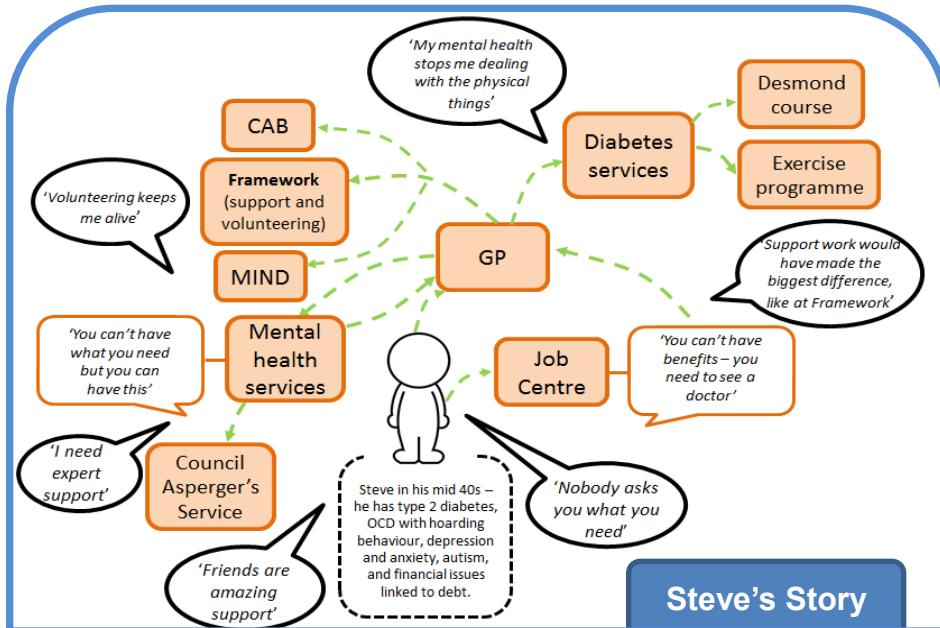 'My mental health
stops me dealing
with the physical
things'
Desmond
course
CAB
Diabetes
services
Exercise
programme
Framework
(support and
volunteering)
'Volunteering keeps
me alive'
GP
'Support work would
have made the
biggest difference,
like at Framework'
MIND
Mental
health
services
'You can't have
what you need
but you can
have this'
Job
Centre
'You can't have
benefits – you
need to see a
doctor'
'I need
expert
support'
Council
Asperger's
Service
Steve in his mid 40s –
he has type 2 diabetes,
OCD with hoarding
behaviour, depression
and anxiety, autism,
and financial issues
linked to debt.
'Nobody asks
you what you
need'
'Friends are
amazing
support'
Steve's Story